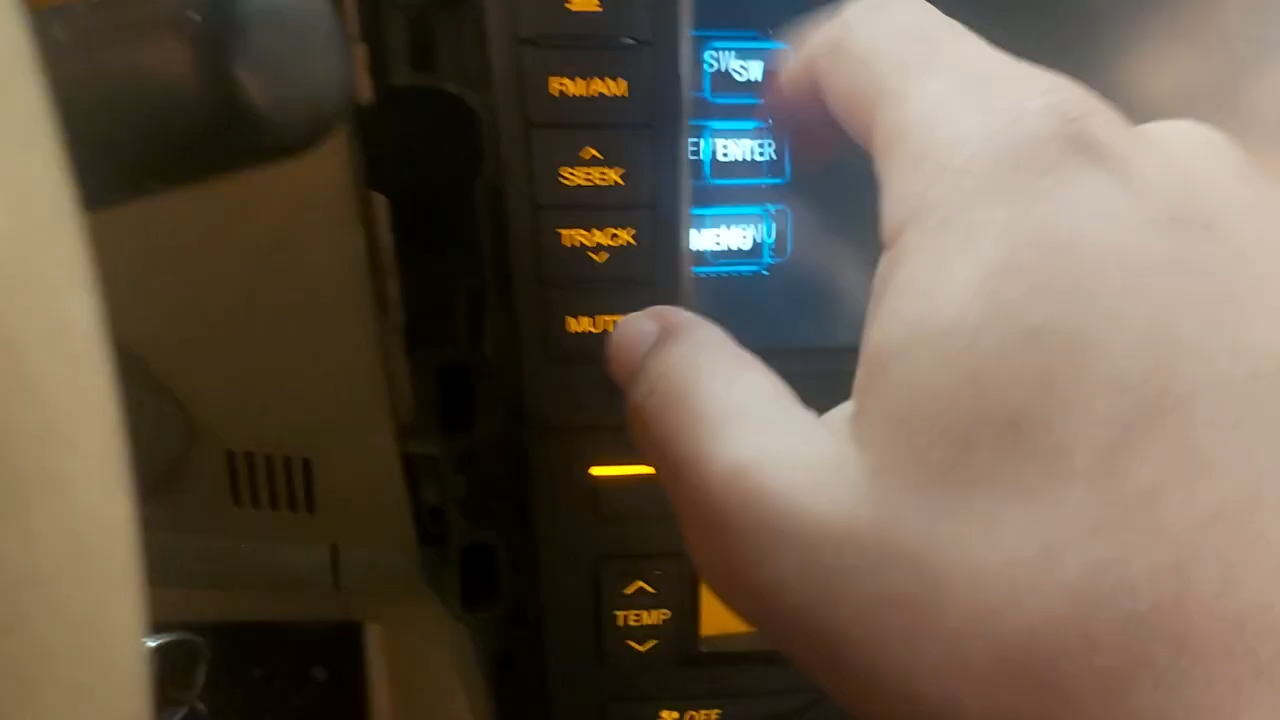 FM/AM
SW
ENTER
SEEK
MENU
TRACK
MUT
TEMP
OFF